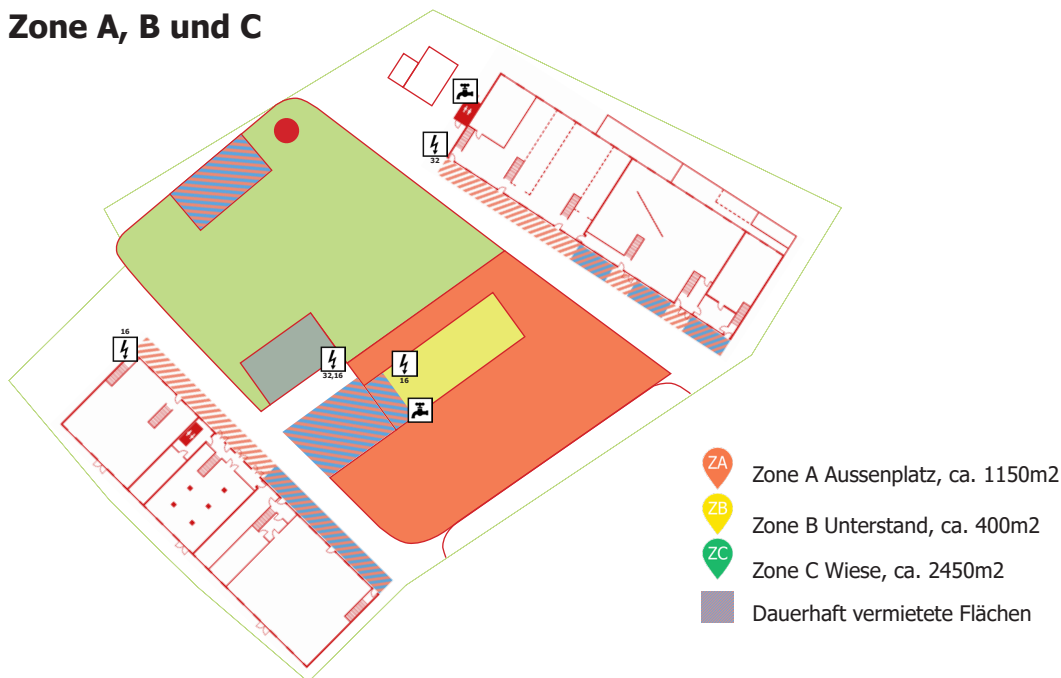 Zone A, B und C
32
16
32,16
16
ZA Zone A Aussenplatz, ca. 1150m2
ZB Zone B Unterstand, ca. 400m2
ZC Zone C Wiese, ca. 2450m2
Dauerhaft vermietete Flächen